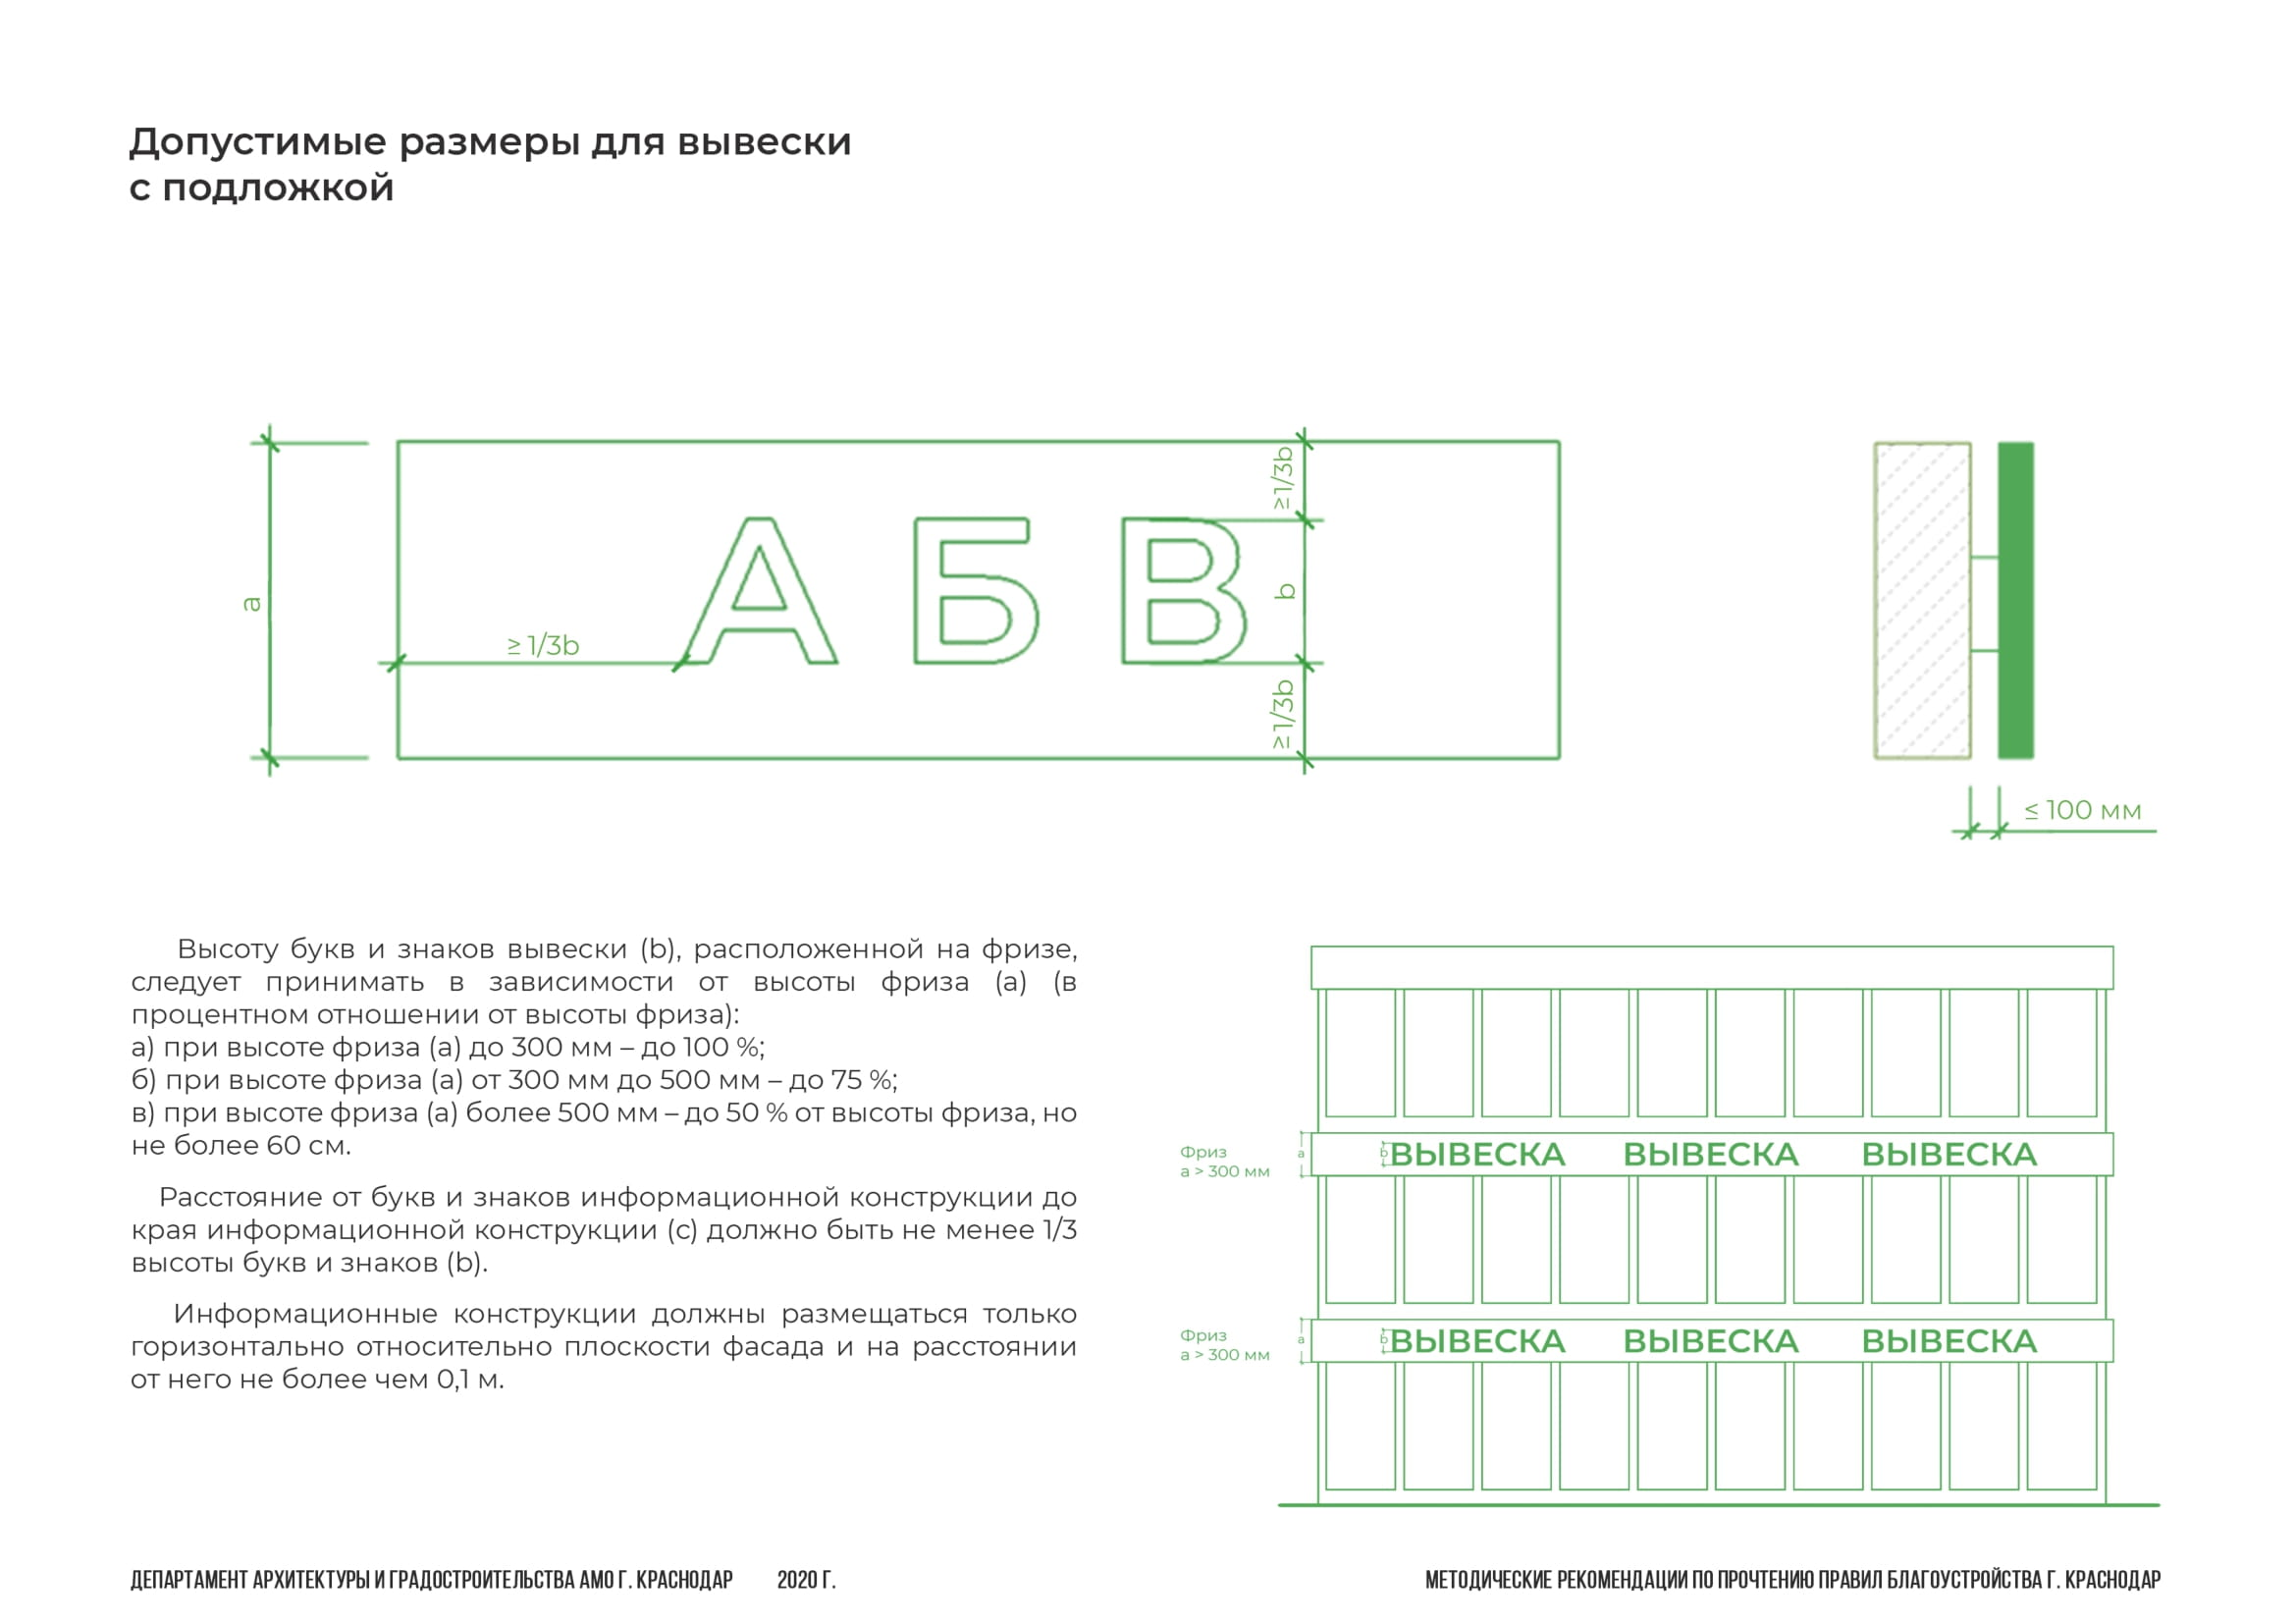 Допустимые размеры для вывески
с подложкой
≥1/3b
a
АБВ
b
≥ 1/3b
≥1/3b
≤ 100 мм
Высоту букв и знаков вывески (b), расположенной на фризе,
следует принимать в зависимости от высоты фриза (а) (в
процентном отношении от высоты фриза):
а) при высоте фриза (а) до 300 мм – до 100 %;
б) при высоте фриза (а) от 300 мм до 500 мм – до 75 %;
в) при высоте фриза (а) более 500 мм – до 50 % от высоты фриза, но
не более 60 см.
Расстояние от букв и знаков информационной конструкции до
края информационной конструкции (с) должно быть не менее 1/3
высоты букв и знаков (b).
Информационные конструкции должны размещаться только
горизонтально относительно плоскости фасада и на расстоянии
от него не более чем 0,1 м.
Фриз
а > 300 мм
a
b
ВЫВЕСКА ВЫВЕСКА ВЫВЕСКА
Фриз
а > 300 мм
a
b
ВЫВЕСКА ВЫВЕСКА ВЫВЕСКА
ДЕПАРТАМЕНТ АРХИТЕКТУРЫ И ГРАДОСТРОИТЕЛЬСТВА АМО Г. КРАСНОДАР 2020 Г.
МЕТОДИЧЕСКИЕ РЕКОМЕНДАЦИИ ПО ПРОЧТЕНИЮ ПРАВИЛ БЛАГОУСТРОЙСТВА Г. КРАСНОДАР